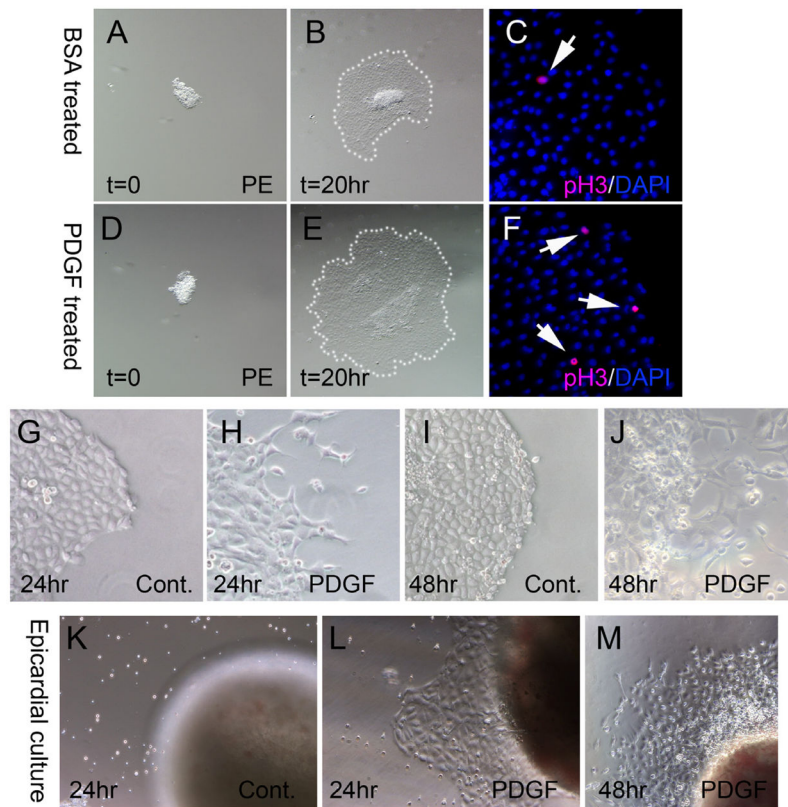 BSA treated
A
t=0
PE
B
t=20hr
C
pH3/DAPI
PDGF treated
D
t=0
PE
E
t=20hr
F
pH3/DAPI
G
24hr
Cont.
H
24hr
PDGF
I
48hr
Cont.
J
48hr
PDGF
Epicardial culture
K
24hr
Cont.
L
24hr
PDGF
M
48hr
PDGF